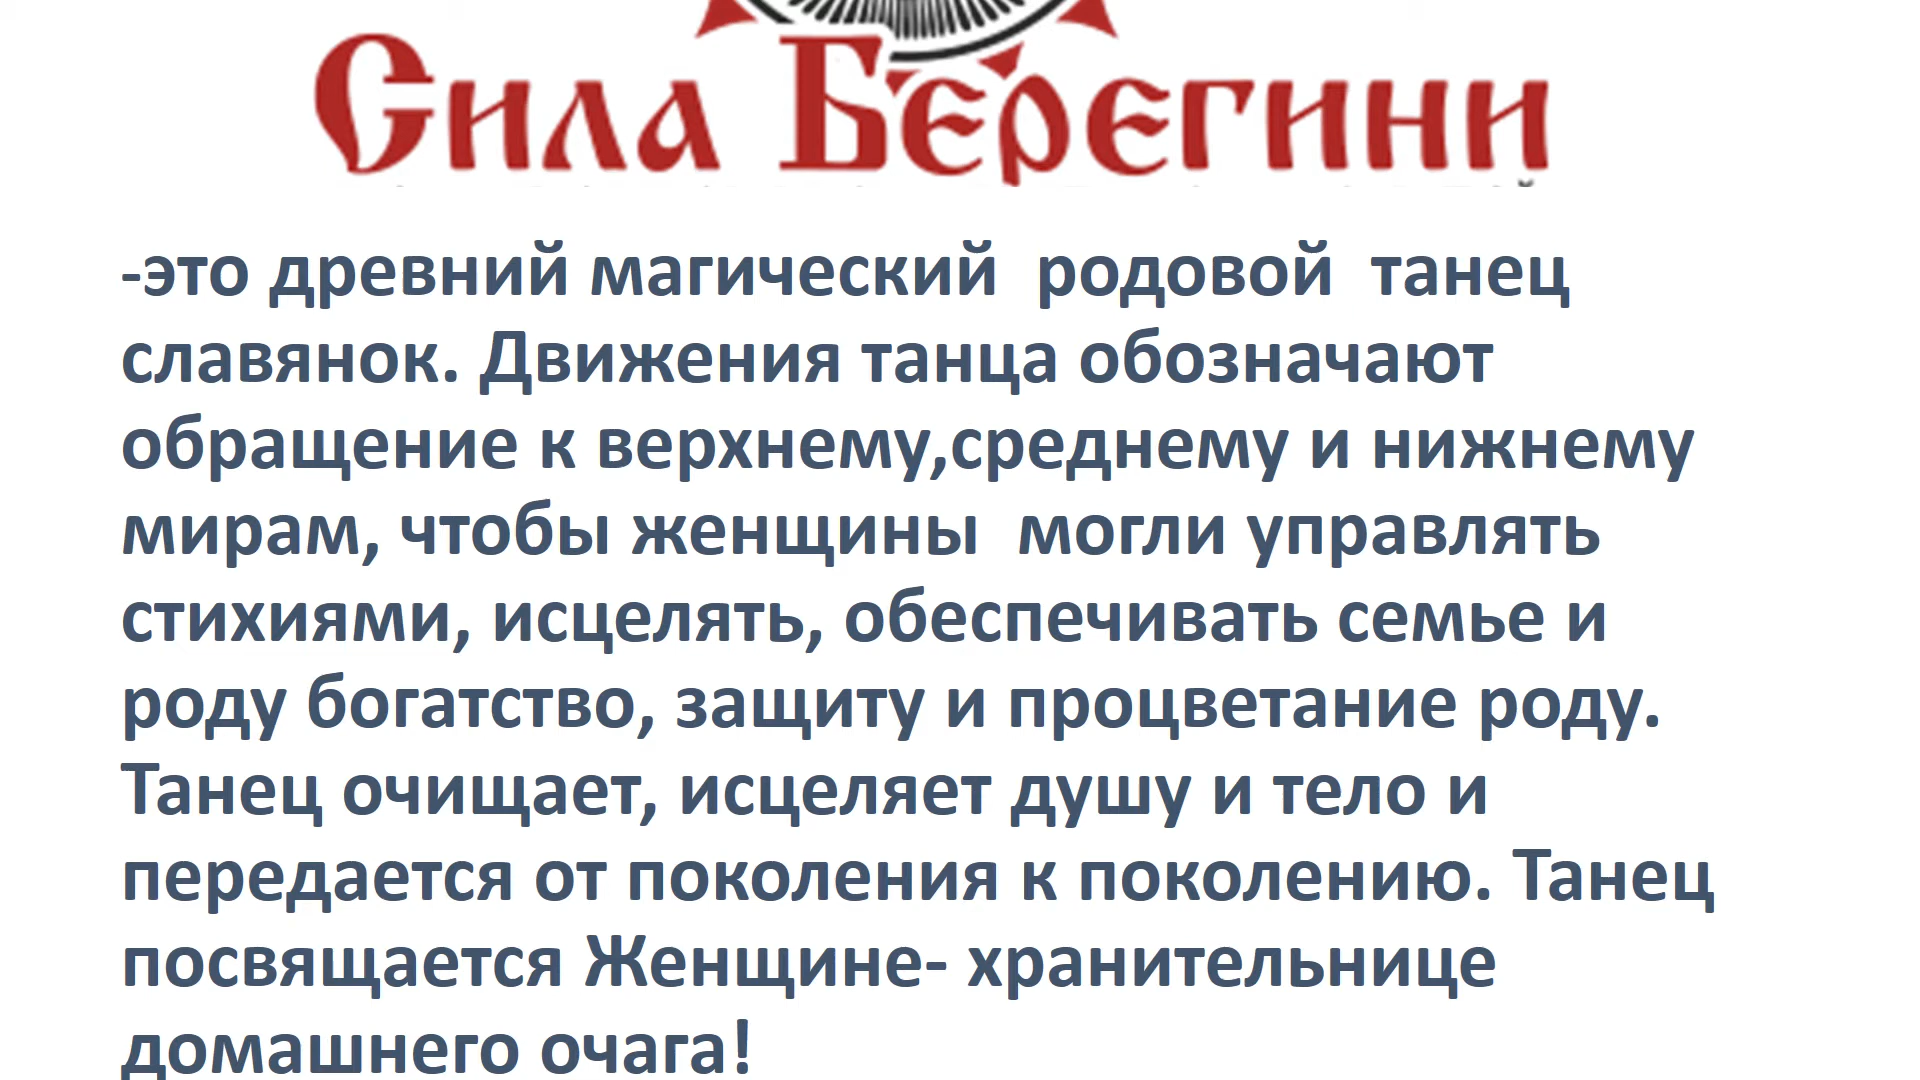 Сила Берегини
-это древний магический  родовой  танец
славянок. Движения танца обозначают
обращение к верхнему,среднему и нижнему
мирам, чтобы женщины  могли управлять
стихиями, исцелять, обеспечивать семье и
роду богатство, защиту и процветание роду.
Танец очищает, исцеляет душу и тело и
передается от поколения к поколению. Танец
посвящается Женщине- хранительнице
домашнего очага!